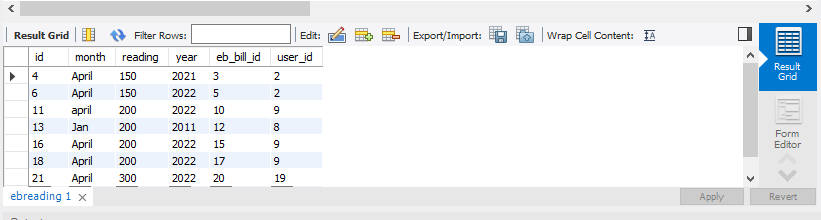 Result Grid Filter Rows: Edit: Export/Import: Wrap Cell Content: IA
id month reading year eb_bill_id user_id
4 April 150 2021 3 2
6 April 150 2022 5 2
11 april 200 2022 10 9
13 Jan 200 2011 12 8
16 April 200 2022 15 9
18 April 200 2022 17 9
21 April 300 2022 20 19
Result
Grid
Form
Editor
ebreading 1 Apply Revert